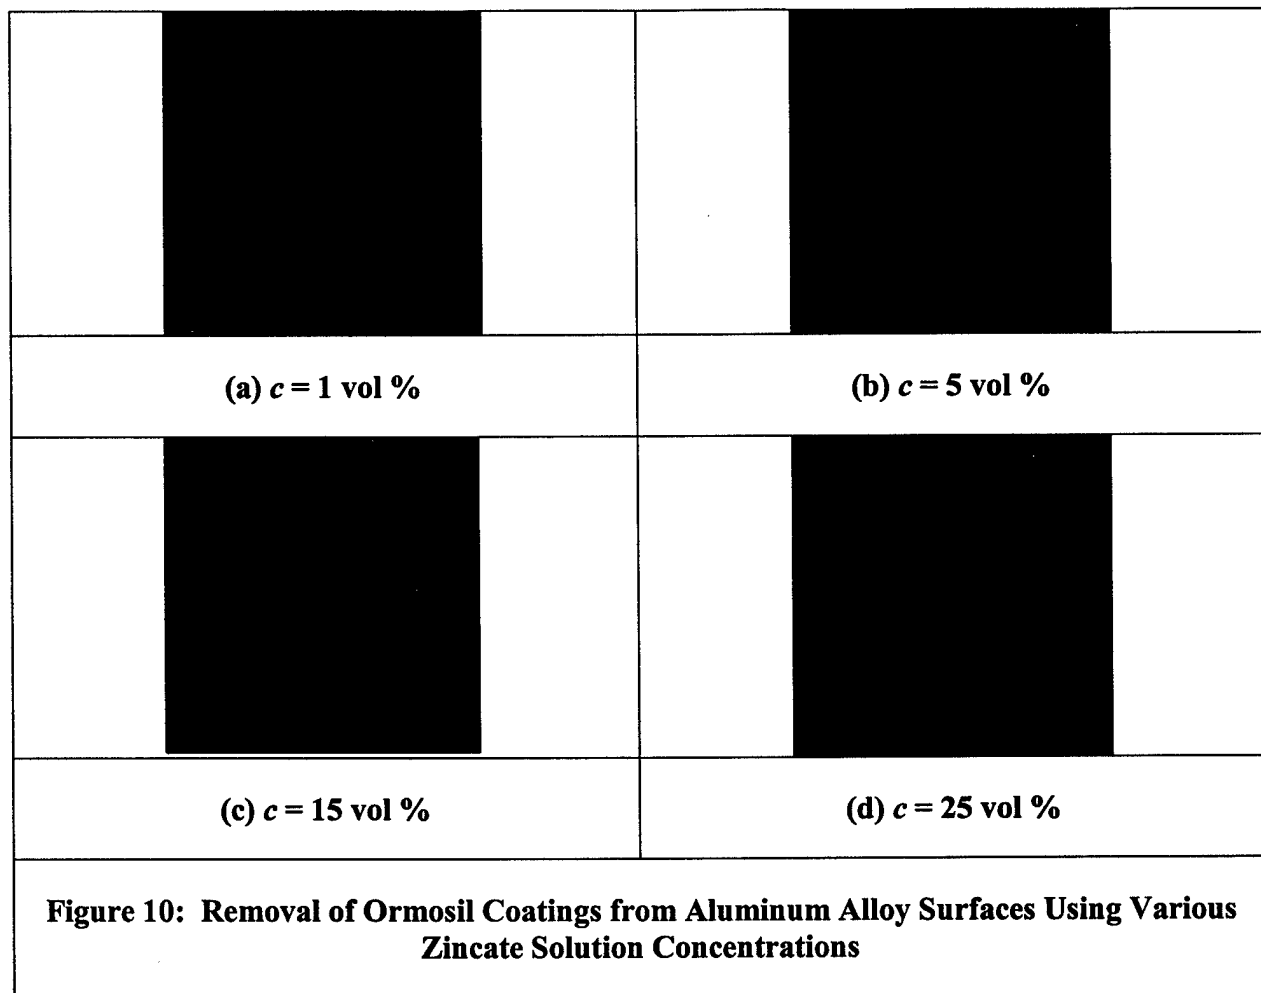 (a) c = 1 vol %
(b) c = 5 vol %
(c) c = 15 vol %
(d) c = 25 vol %
Figure 10: Removal of Ormosil Coatings from Aluminum Alloy Surfaces Using Various
Zincate Solution Concentrations